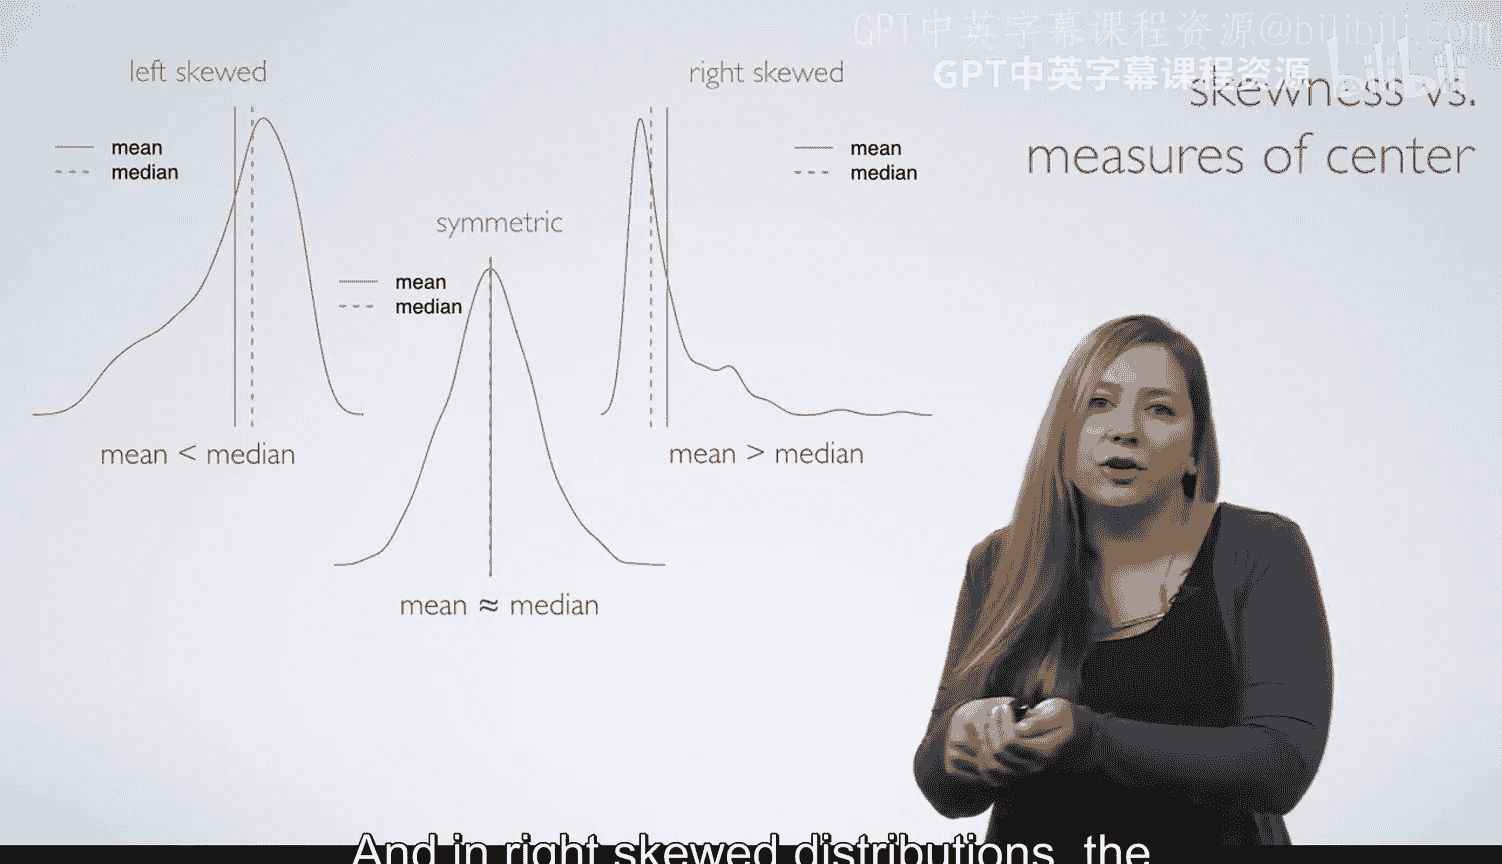 GPT中英字幕课程资源@bilibili.com
GPT中英字幕课程资源 bilibili
skewness vs.
measures of center
left skewed
mean
median
mean < median
symmetric
mean
median
mean ≈ median
right skewed
mean
median
mean > median
And in right skewed distributions, the